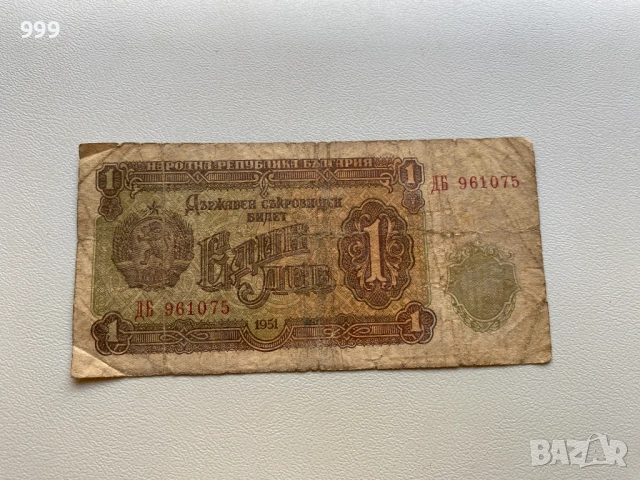 999
НАРОДНА РЕПУБЛИКА БЪЛГАРИЯ
1 1
ДЪРЖАВЕН СЪКРОВИЩЕН
БИЛЕТ
ДБ 961075
ЕДИН
ЛЕВ
1
ДБ 961075
1951
1 1
BAZAR